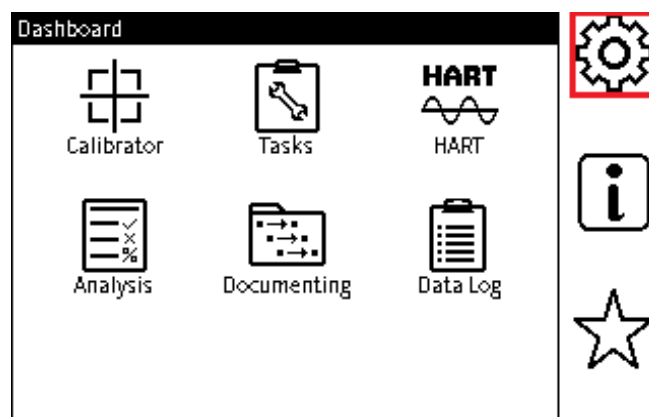 Dashboard
HART
Calibrator Tasks HART
Analysis Documenting Data Log